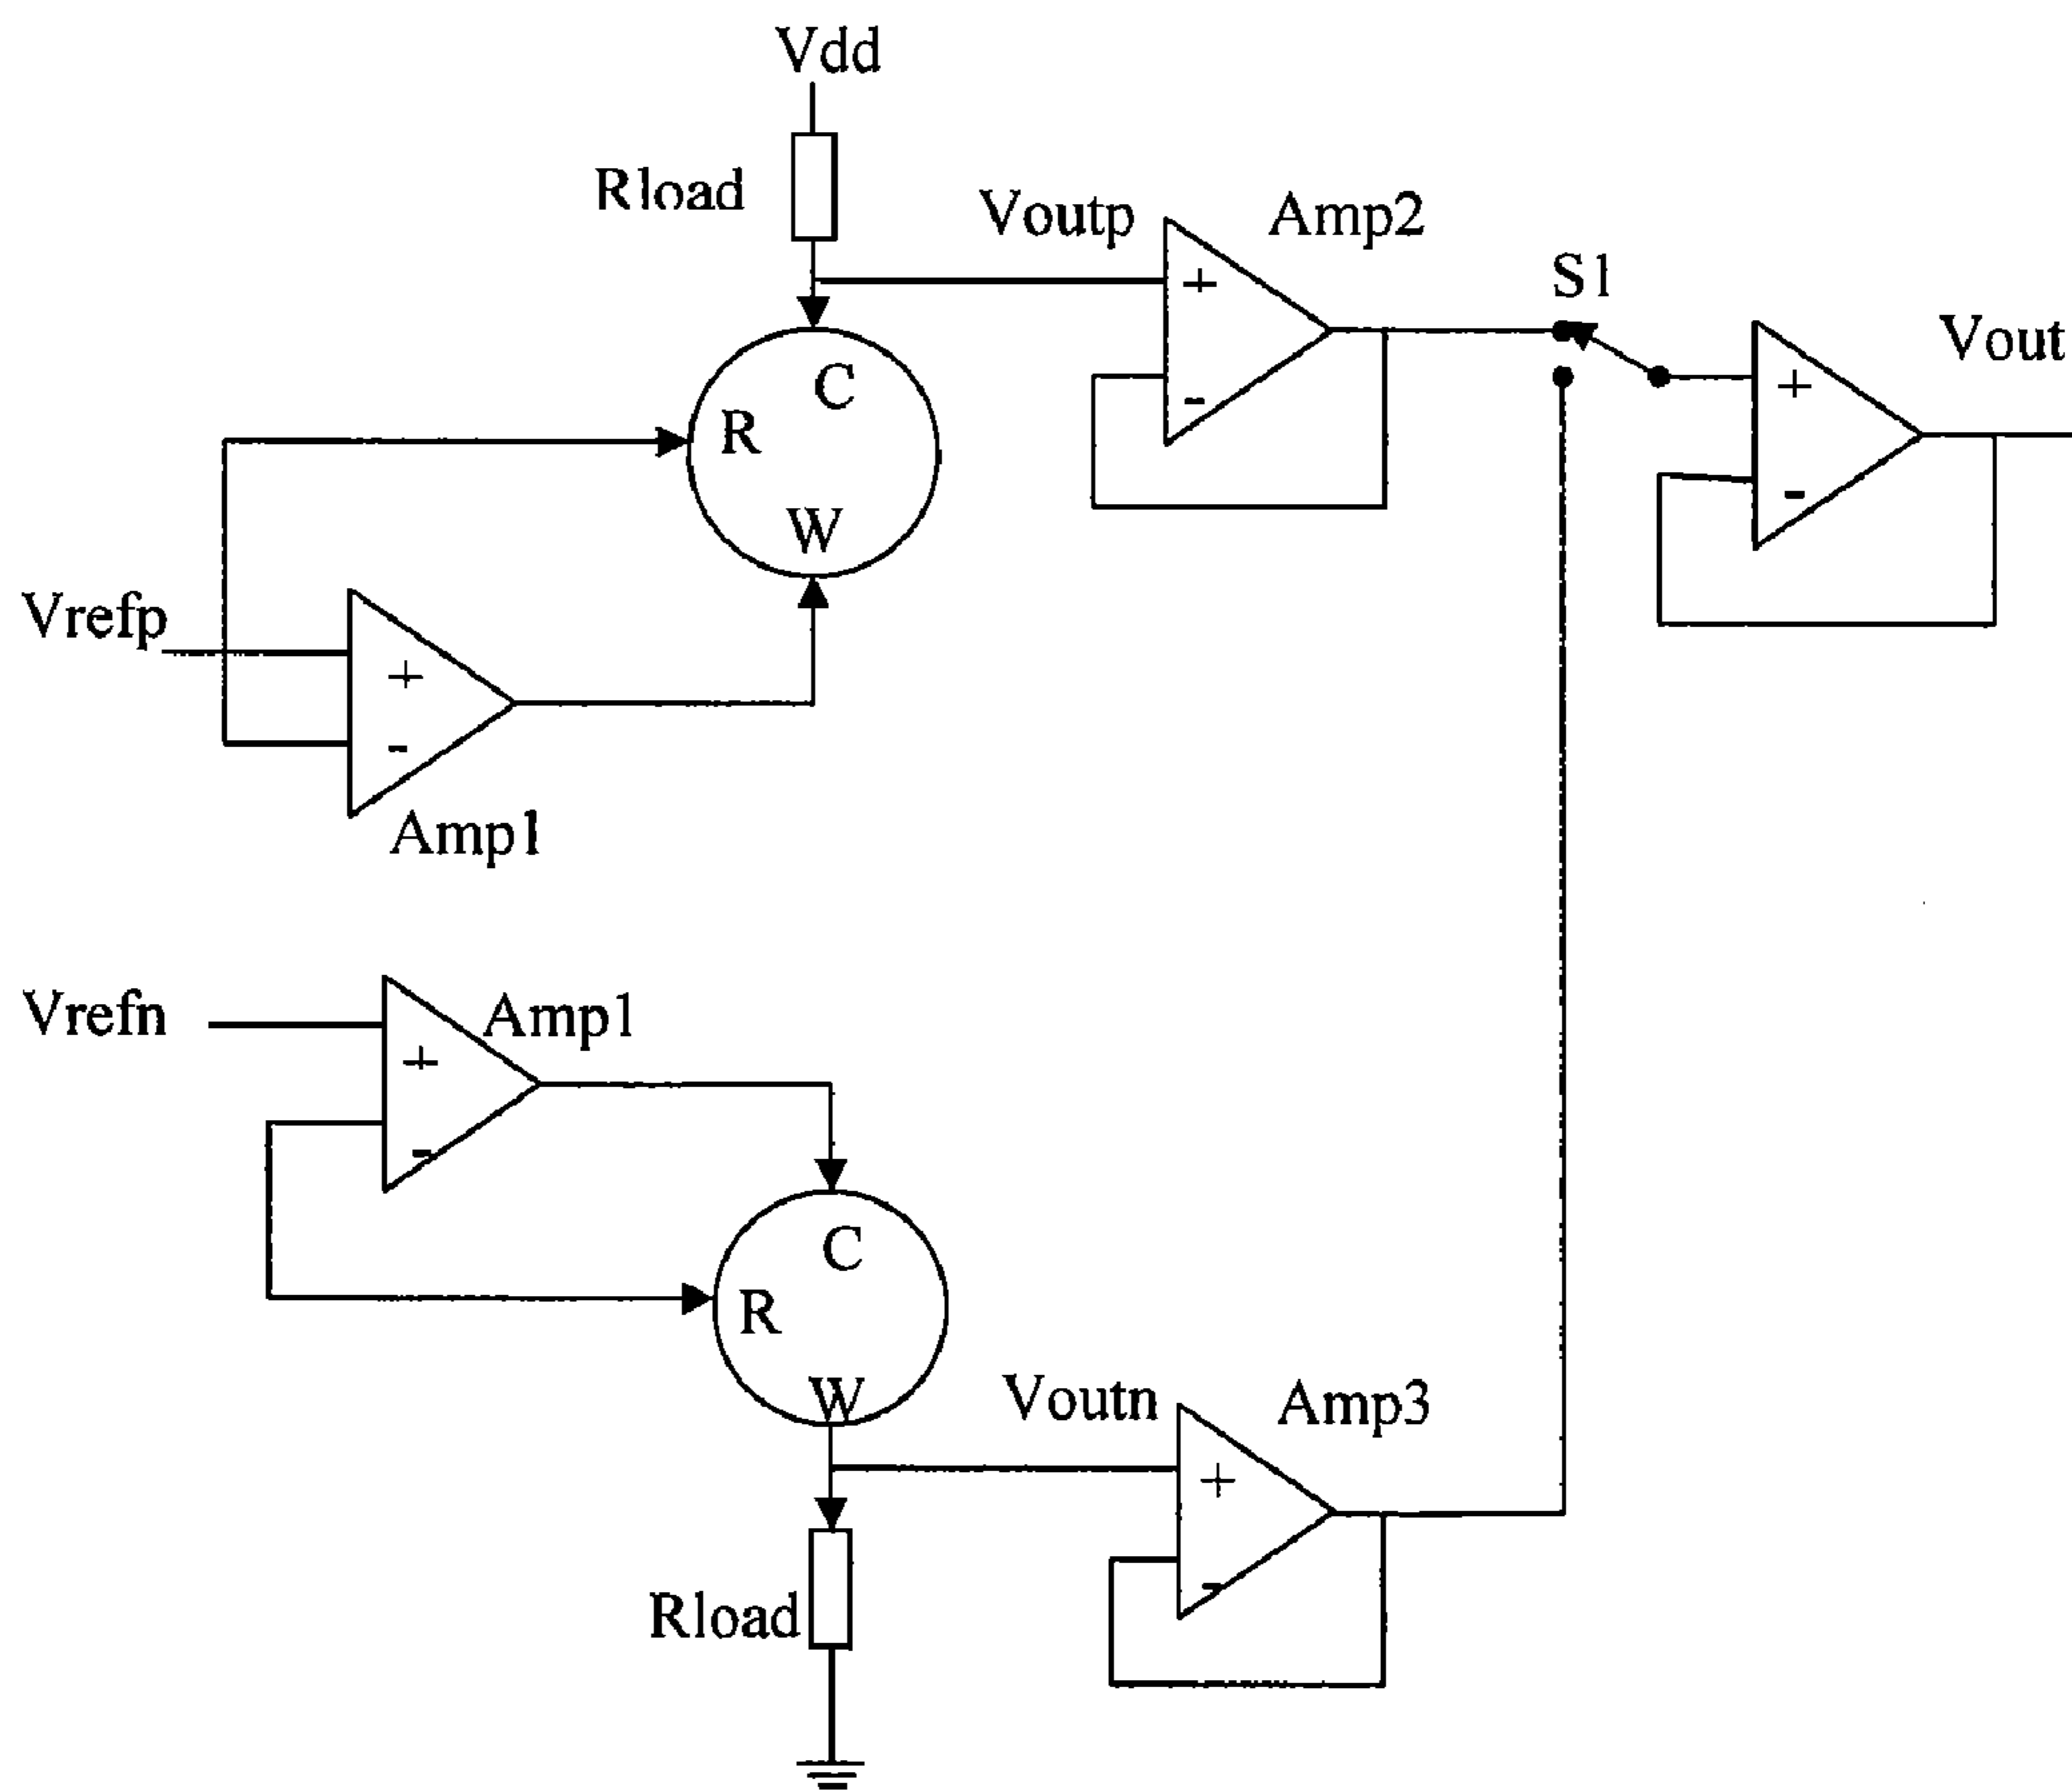 Vdd
Rload
Voutp
Amp2
S1
+
-
Vout
+
-
C
R
W
Vrefp
+
-
Amp1
Vrefn
Amp1
+
-
C
R
W
Voutn
Amp3
+
-
Rload